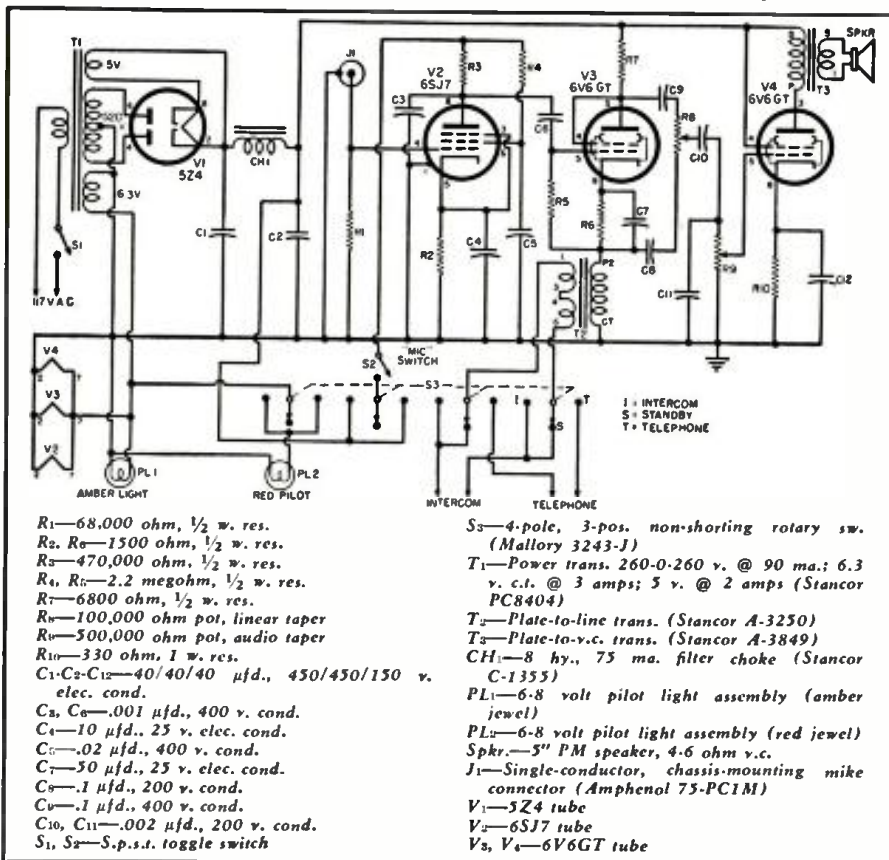 T1
5V
V1
5Z4
6.3V
S1
117 V AC
CH1
C1
C2
J1
C3
R3
V2
6SJ7
R2
C4
C5
R5
V3
6V6 GT
R7
C9
R6
C7
C8
R8
C10
C11
R9
V4
6V6 GT
R10
C12
T3
SPKR
P
P2
CT
T2
MIC
SWITCH
S2
S3
I = INTERCOM
S = STANDBY
T = TELEPHONE
I
S
T
V4
V3
V2
PL1
AMBER LIGHT
PL2
RED PILOT
INTERCOM
TELEPHONE
R1—68,000 ohm, 1/2 w. res.
R2, R6—1500 ohm, 1/2 w. res.
R3—470,000 ohm, 1/2 w. res.
R4, R5—2.2 megohm, 1/2 w. res.
R7—6800 ohm, 1/2 w. res.
R8—100,000 ohm pot, linear taper
R9—500,000 ohm pot, audio taper
R10—330 ohm, 1 w. res.
C1-C2-C12—40/40/40 μfd., 450/450/150 v.
elec. cond.
C3, C6—.001 μfd., 400 v. cond.
C4—10 μfd., 25 v. elec. cond.
C5—.02 μfd., 400 v. cond.
C7—50 μfd., 25 v. elec. cond.
C8—.1 μfd., 200 v. cond.
C9—.1 μfd., 400 v. cond.
C10, C11—.002 μfd., 200 v. cond.
S1, S2—S.p.s.t. toggle switch
S3—4-pole, 3-pos. non-shorting rotary sw.
(Mallory 3243-J)
T1—Power trans. 260-0-260 v. @ 90 ma.; 6.3
v. c.t. @ 3 amps; 5 v. @ 2 amps (Stancor
PC8404)
T2—Plate-to-line trans. (Stancor A-3250)
T3—Plate-to-v.c. trans. (Stancor A-3849)
CH1—8 hy., 75 ma. filter choke (Stancor
C-1355)
PL1—6-8 volt pilot light assembly (amber
jewel)
PL2—6-8 volt pilot light assembly (red jewel)
Spkr.—5" PM speaker, 4-6 ohm v.c.
J1—Single-conductor, chassis-mounting mike
connector (Amphenol 75-PC1M)
V1—5Z4 tube
V2—6SJ7 tube
V3, V4—6V6GT tube